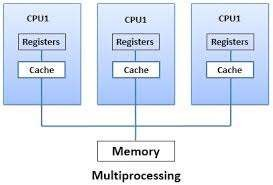 CPU1 CPU1 CPU1
Registers Registers Registers
Cache Cache Cache
Memory
Multiprocessing